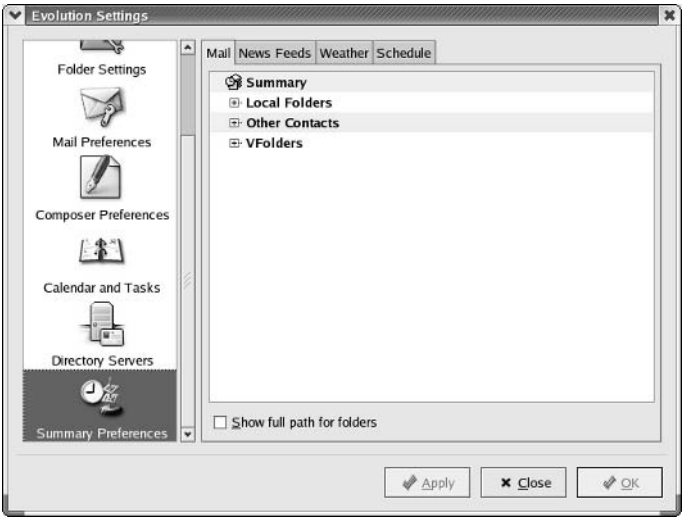 Evolution Settings
Folder Settings
Mail Preferences
Composer Preferences
Calendar and Tasks
Directory Servers
Summary Preferences
Mail News Feeds Weather Schedule
Summary
Local Folders
Other Contacts
VFolders
Show full path for folders
Apply Close OK